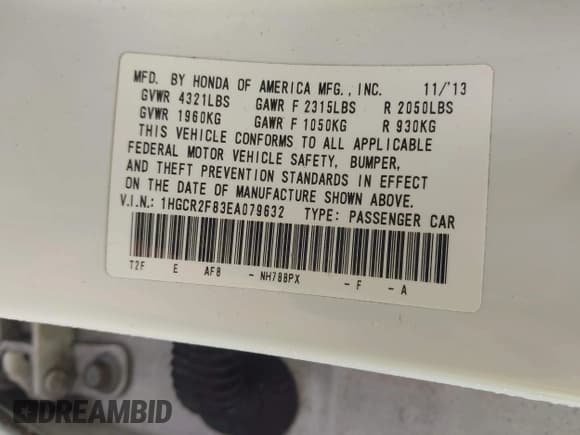 MFD. BY HONDA OF AMERICA MFG., INC. 11/'13
GVWR 4321LBS GAWR F 2315LBS R 2050LBS
GVWR 1960KG GAWR F 1050KG R 930KG
THIS VEHICLE CONFORMS TO ALL APPLICABLE
FEDERAL MOTOR VEHICLE SAFETY, BUMPER,
AND THEFT PREVENTION STANDARDS IN EFFECT
ON THE DATE OF MANUFACTURE SHOWN ABOVE.
V.I.N.: 1HGCR2F83EA079632 TYPE: PASSENGER CAR
T2F E AF8 - NH788PX - F - A
DREAMBID